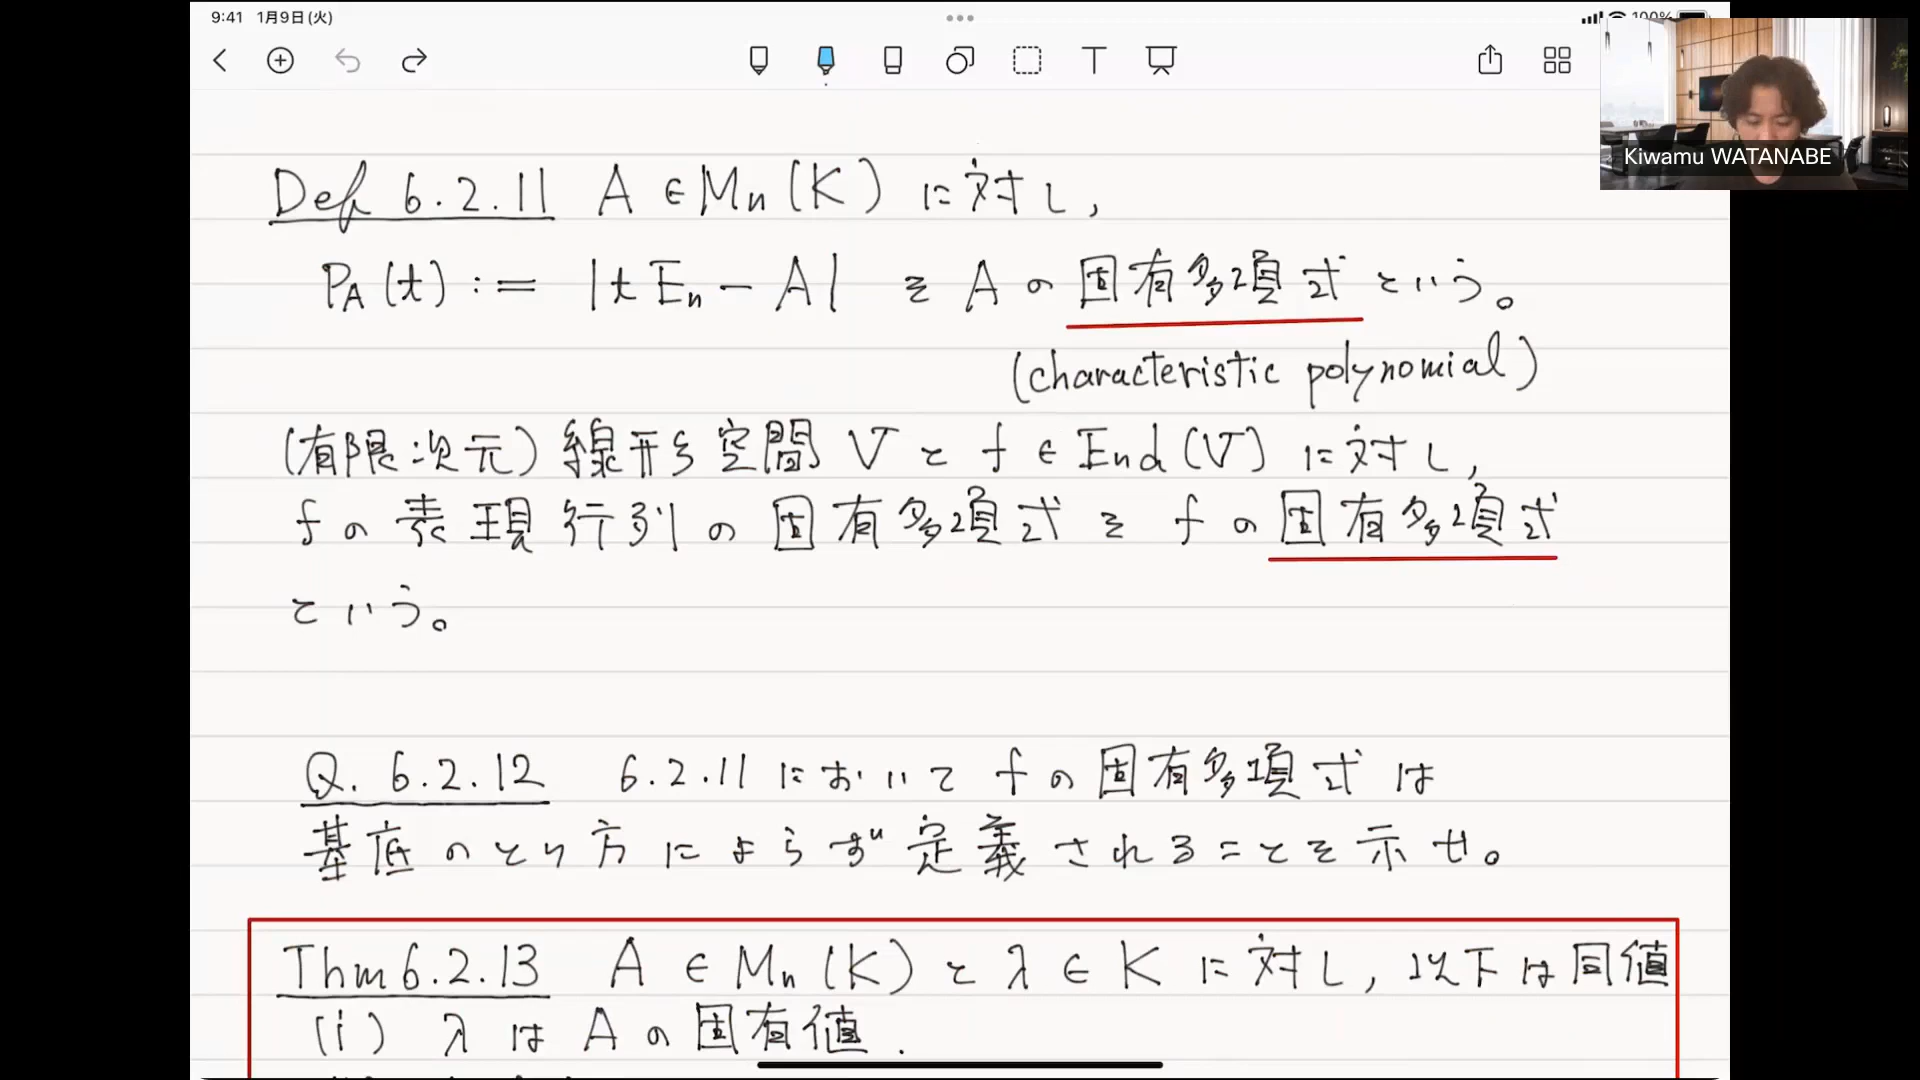 9:41 1月9日(火)
100%
Kiwamu WATANABE
Def 6.2.11 A ∈ Mn(K) に対し,
PA(t) := |tEn − A| を A の 固有多項式 という。
(characteristic polynomial)
(有限次元) 線形空間 V と f ∈ End(V) に対し,
f の 表現行列 の 固有多項式 を f の 固有多項式
という。
Q. 6.2.12 6.2.11 において f の 固有多項式 は
基底のとり方によらず定義されることを示せ。
Thm 6.2.13 A ∈ Mn(K) と λ ∈ K に対し, 以下は同値
(i) λ は A の 固有値.